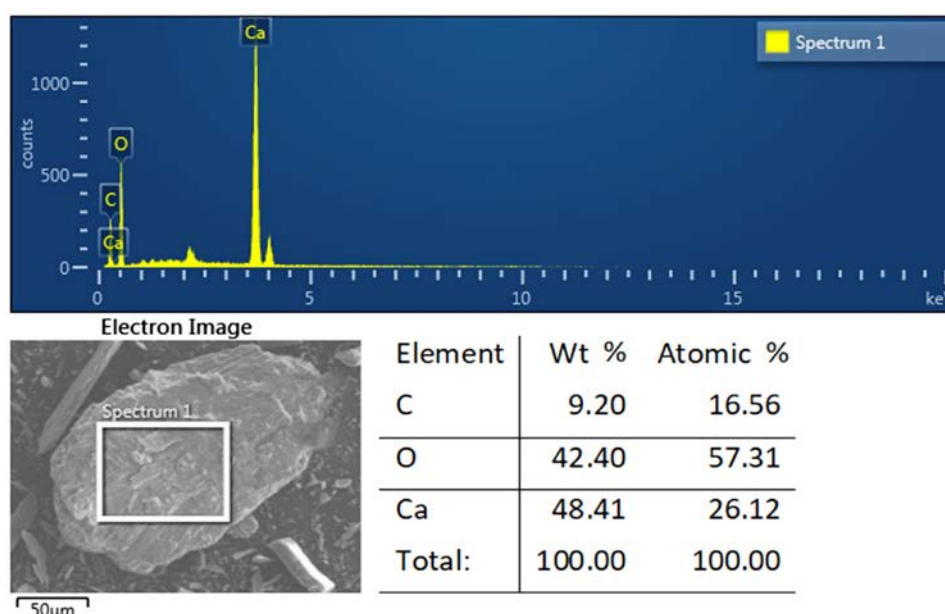 Ca
Spectrum 1
1000
counts
O
500
C
Ca
0
0 5 10 15 ke
Electron Image
Spectrum 1
50µm
Element Wt % Atomic %
C 9.20 16.56
O 42.40 57.31
Ca 48.41 26.12
Total: 100.00 100.00